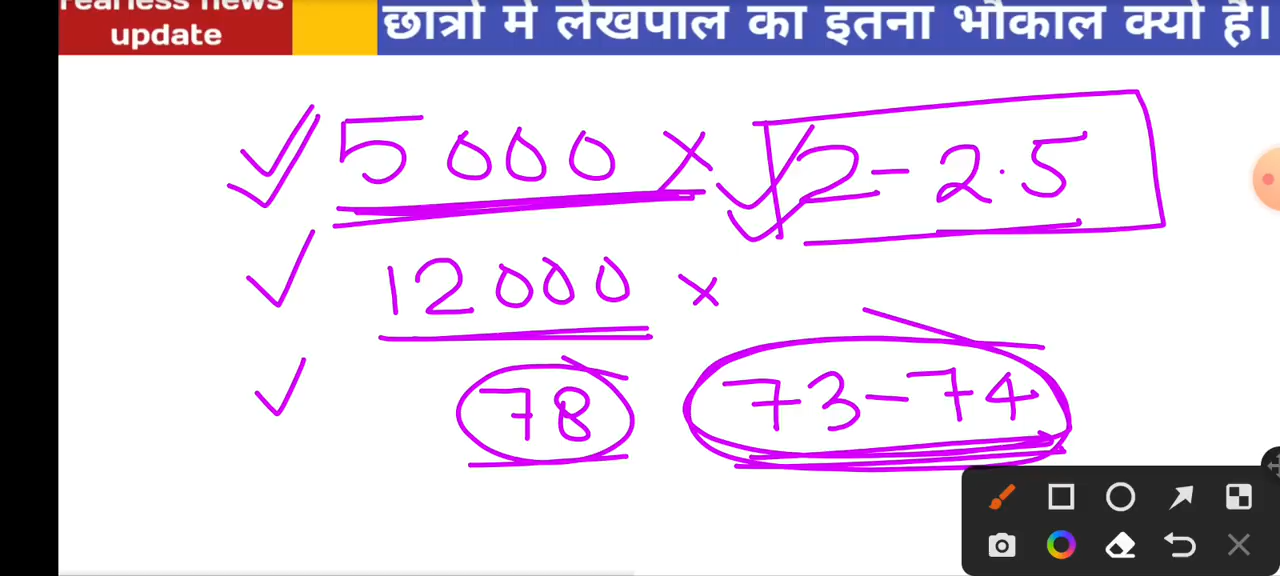 fearless news
update
छात्रों में लेखपाल का इतना भौकाल क्यों है।
5000 × 2-2.5
12000 ×
78 73-74